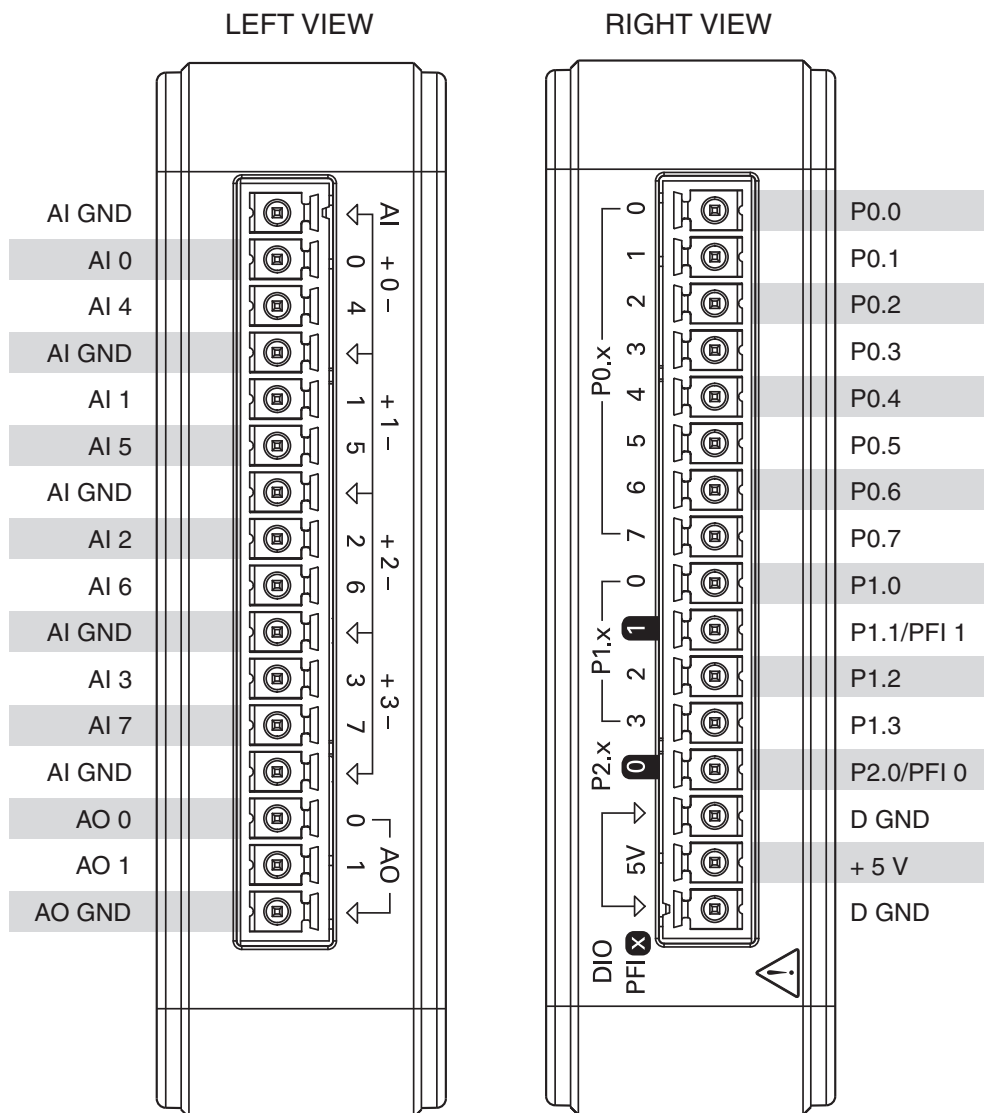 LEFT VIEW
AI GND
AI 0
AI 4
AI GND
AI 1
AI 5
AI GND
AI 2
AI 6
AI GND
AI 3
AI 7
AI GND
AO 0
AO 1
AO GND
AI
0 4
+ 0 -
1 5
+ 1 -
2 6
+ 2 -
3 7
+ 3 -
0 1
AO
RIGHT VIEW
0 1 2 3 4 5 6 7
P0.x
0 1 2 3
P1.x
0
P2.x
5V
DIO
PFI X
P0.0
P0.1
P0.2
P0.3
P0.4
P0.5
P0.6
P0.7
P1.0
P1.1/PFI 1
P1.2
P1.3
P2.0/PFI 0
D GND
+ 5 V
D GND
!